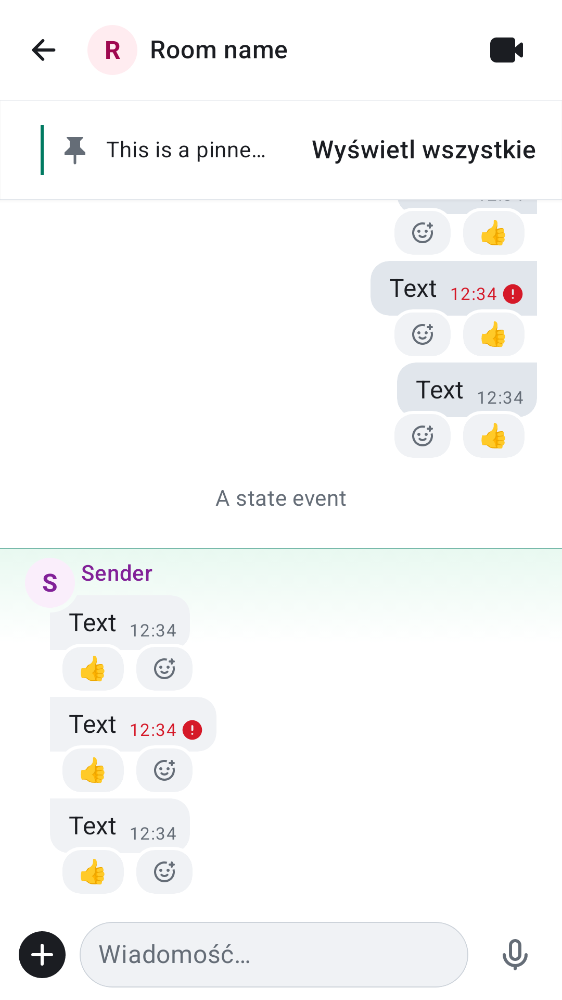 R Room name
This is a pinne... Wyświetl wszystkie
Text 12:34
Text 12:34
A state event
S Sender
Text 12:34
Text 12:34
Text 12:34
Wiadomość...